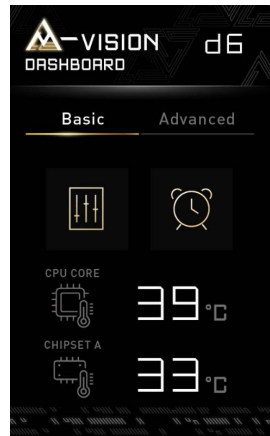 A-VISION d6
DASHBOARD
Basic Advanced
CPU CORE
39°C
CHIPSET A
33°C